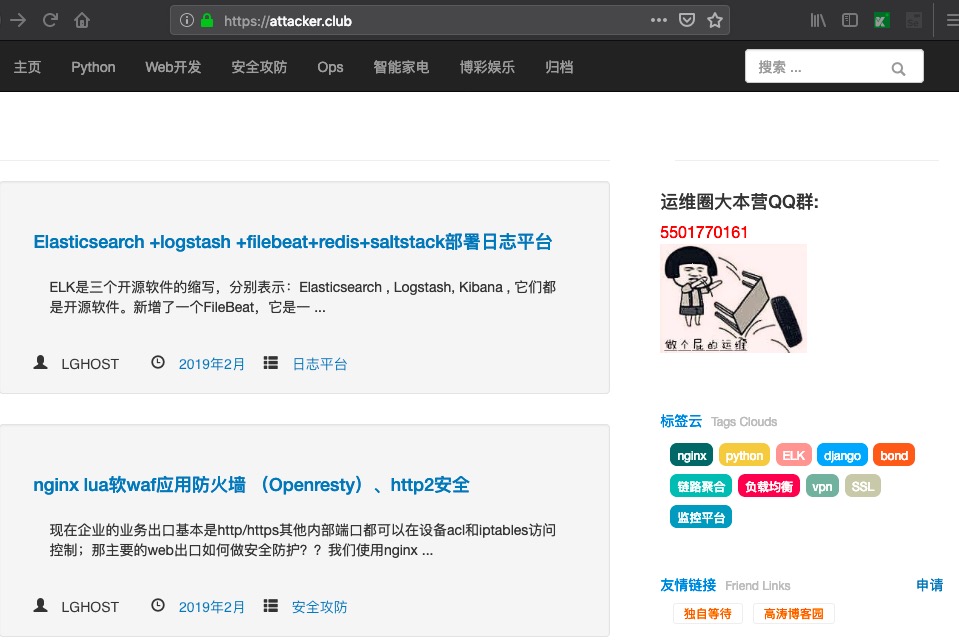 https://attacker.club
主页 Python Web开发 安全攻防 Ops 智能家电 博彩娱乐 归档
搜索 ...
Elasticsearch +logstash +filebeat+redis+saltstack部署日志平台
ELK是三个开源软件的缩写，分别表示：Elasticsearch , Logstash, Kibana , 它们都
是开源软件。新增了一个FileBeat，它是一 ...
LGHOST 2019年2月 日志平台
nginx lua软waf应用防火墙 （Openresty）、http2安全
现在企业的业务出口基本是http/https其他内部端口都可以在设备acl和iptables访问
控制；那主要的web出口如何做安全防护？？我们使用nginx ...
LGHOST 2019年2月 安全攻防
运维圈大本营QQ群:
5501770161
做个屁的运维
标签云 Tags Clouds
nginx python ELK django bond
链路聚合 负载均衡 vpn SSL
监控平台
友情链接 Friend Links 申请
独自等待 高涛博客园